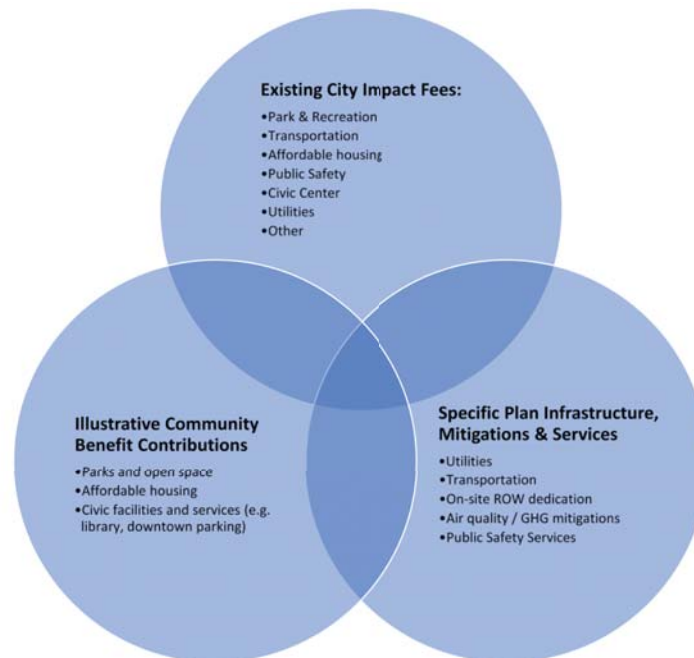 Existing City Impact Fees:
•Park & Recreation
•Transportation
•Affordable housing
•Public Safety
•Civic Center
•Utilities
•Other
Illustrative Community
Benefit Contributions
•Parks and open space
•Affordable housing
•Civic facilities and services (e.g.
library, downtown parking)
Specific Plan Infrastructure,
Mitigations & Services
•Utilities
•Transportation
•On-site ROW dedication
•Air quality / GHG mitigations
•Public Safety Services